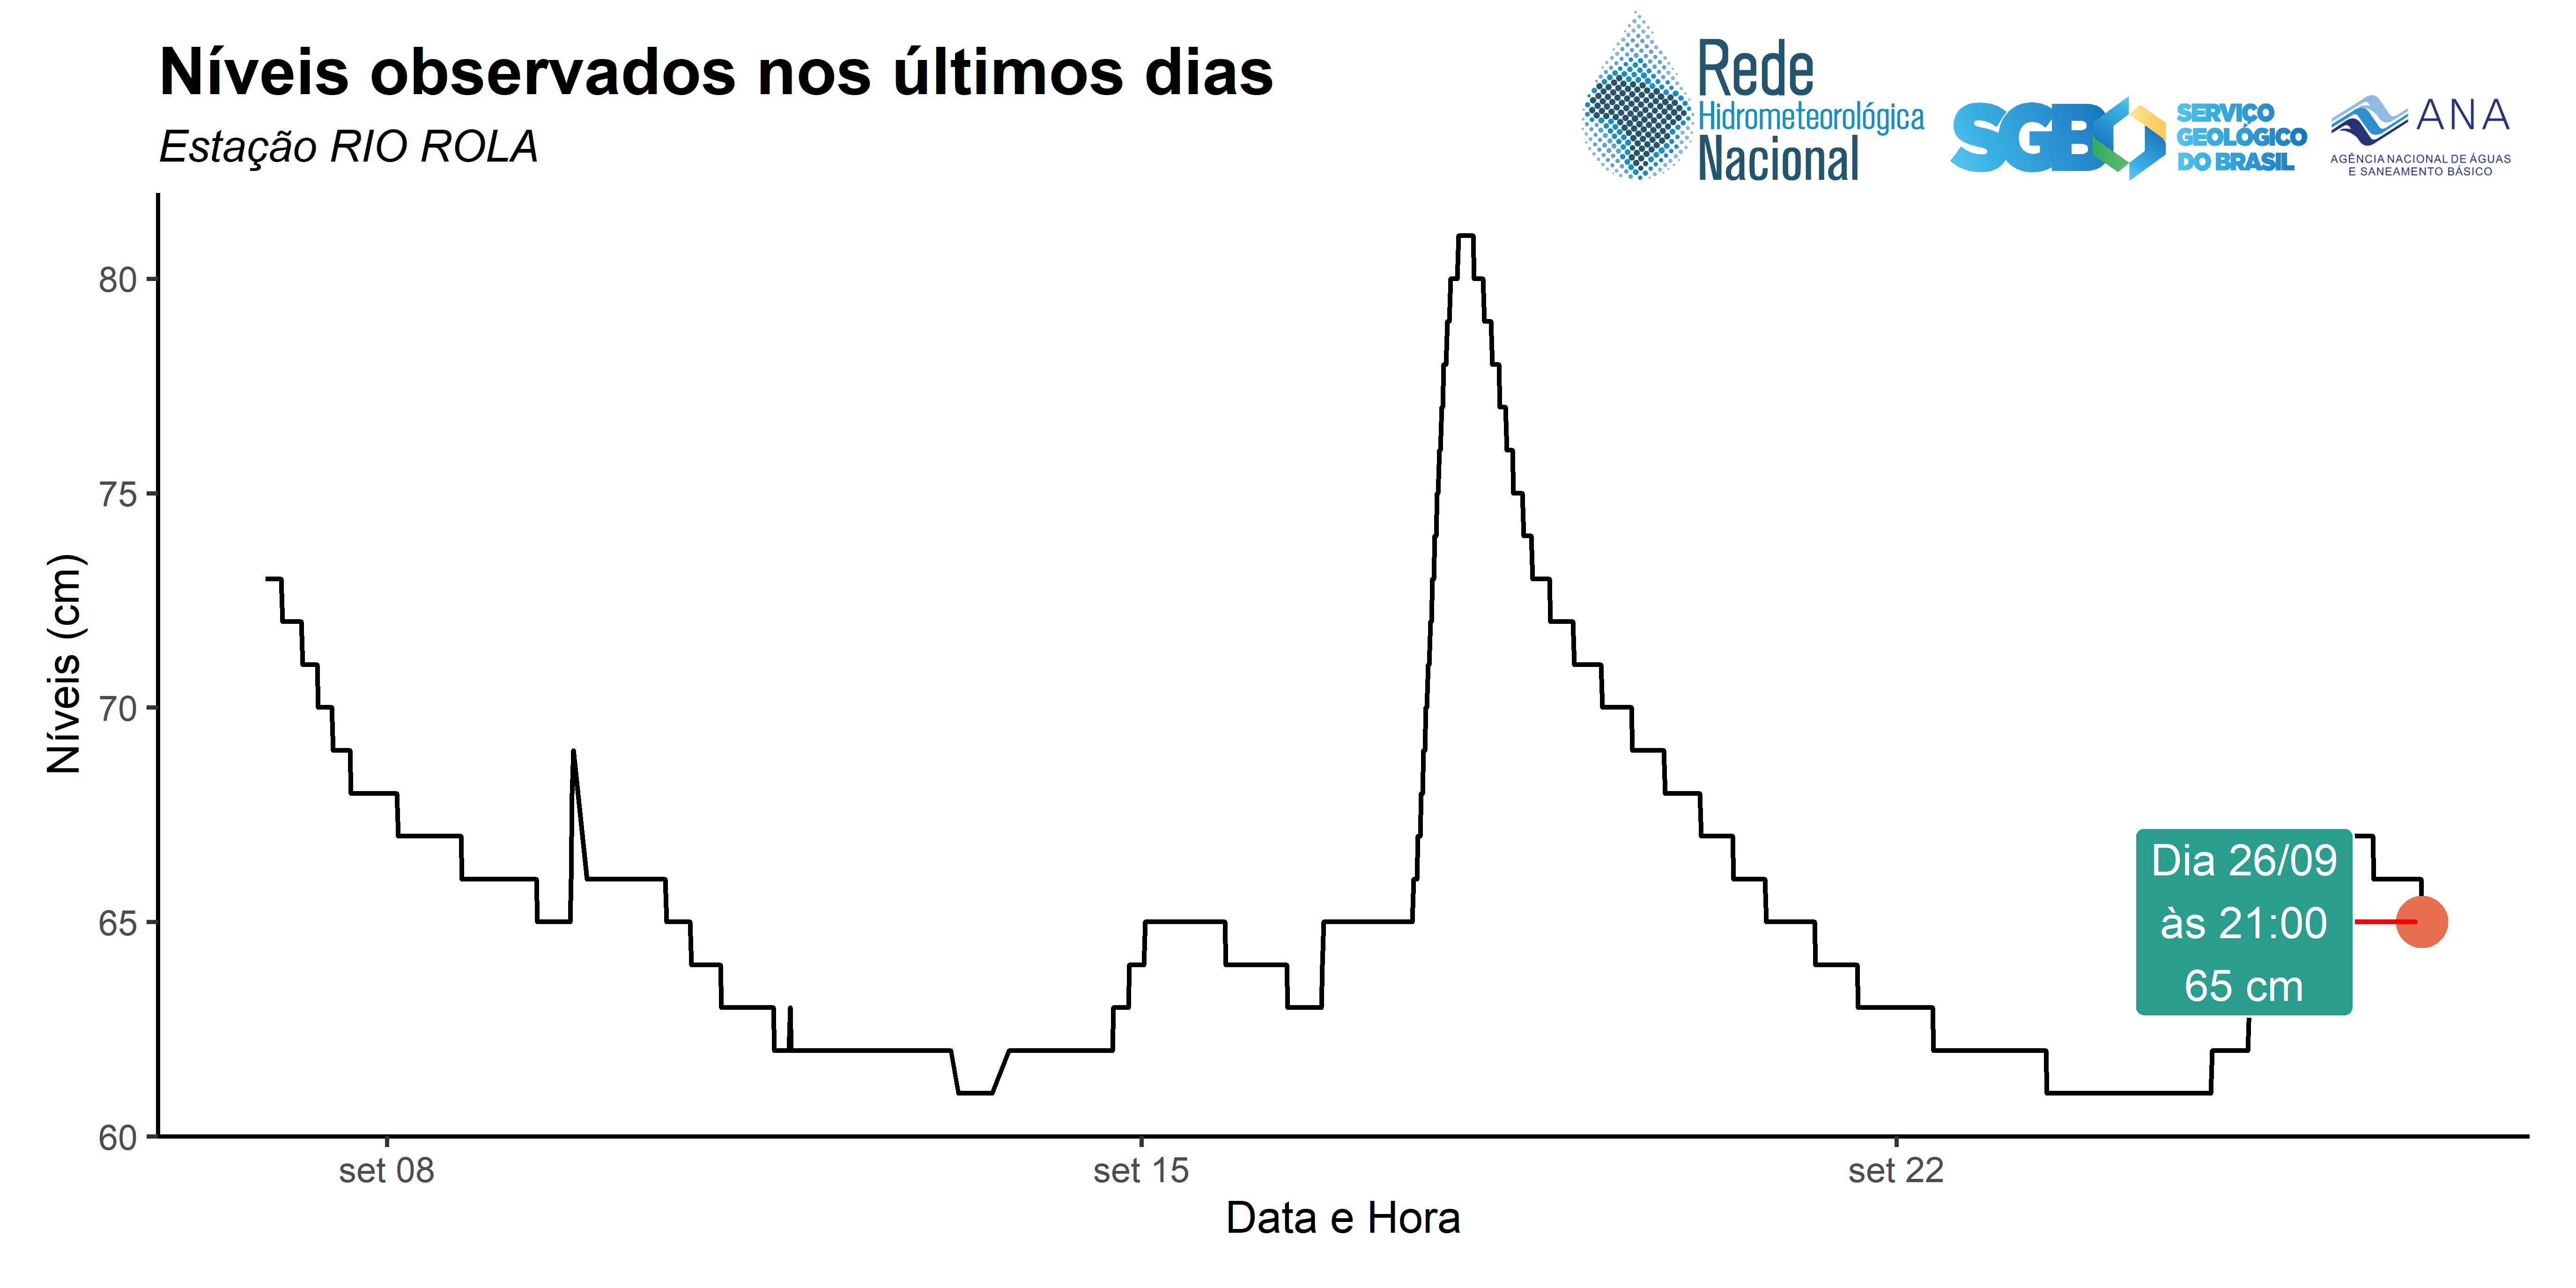 Níveis observados nos últimos dias
Estação RIO ROLA
Rede
Hidrometeorológica
Nacional
SGB
SERVIÇO
GEOLÓGICO
DO BRASIL
ANA
AGÊNCIA NACIONAL DE ÁGUAS
E SANEAMENTO BÁSICO
Níveis (cm)
80
75
70
65
60
Dia 26/09
às 21:00
65 cm
set 08
set 15
set 22
Data e Hora